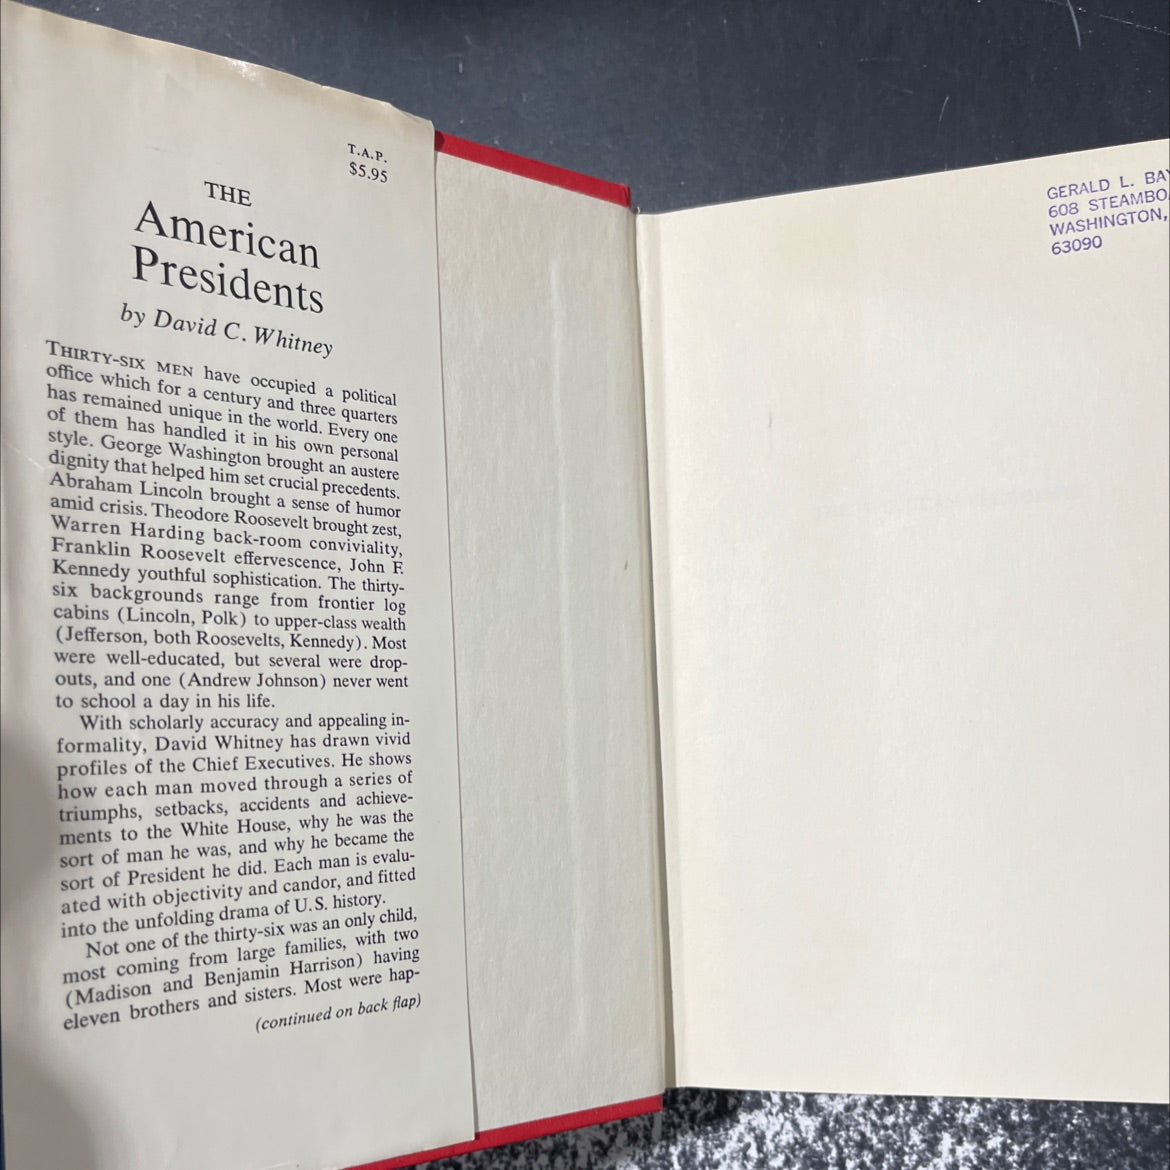 T.A.P.
$5.95
THE
American
Presidents
by David C. Whitney
THIRTY-SIX MEN have occupied a political
office which for a century and three quarters
has remained unique in the world. Every one
of them has handled it in his own personal
style. George Washington brought an austere
dignity that helped him set crucial precedents.
Abraham Lincoln brought a sense of humor
amid crisis. Theodore Roosevelt brought zest,
Warren Harding back-room conviviality,
Franklin Roosevelt effervescence, John F.
Kennedy youthful sophistication. The thirty-
six backgrounds range from frontier log
cabins (Lincoln, Polk) to upper-class wealth
(Jefferson, both Roosevelts, Kennedy). Most
were well-educated, but several were drop-
outs, and one (Andrew Johnson) never went
to school a day in his life.
With scholarly accuracy and appealing in-
formality, David Whitney has drawn vivid
profiles of the Chief Executives. He shows
how each man moved through a series of
triumphs, setbacks, accidents and achieve-
ments to the White House, why he was the
sort of man he was, and why he became the
sort of President he did. Each man is evalu-
ated with objectivity and candor, and fitted
into the unfolding drama of U.S. history.
Not one of the thirty-six was an only child,
most coming from large families, with two
(Madison and Benjamin Harrison) having
eleven brothers and sisters. Most were hap-
(continued on back flap)
GERALD L. BAY
608 STEAMBO
WASHINGTON,
63090